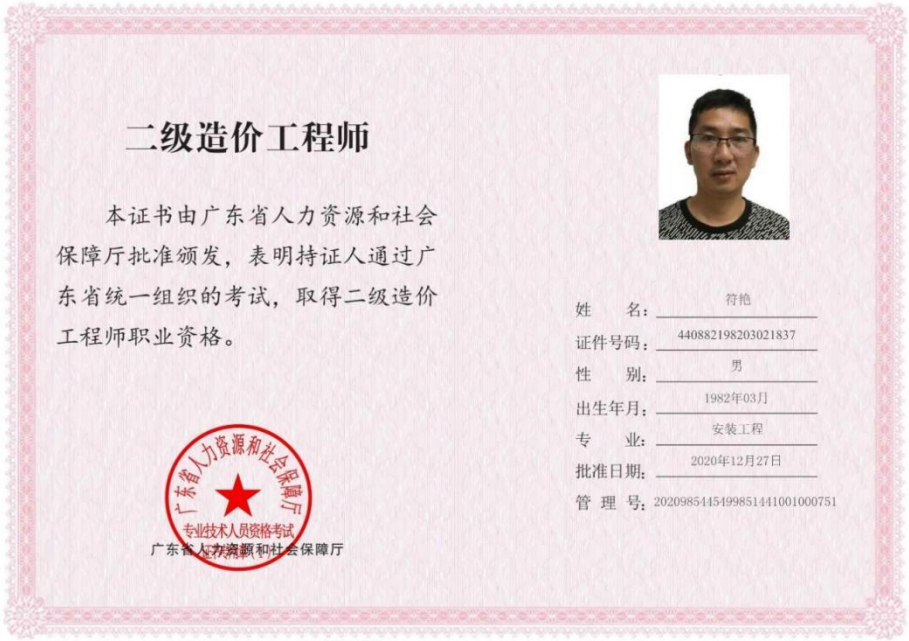 二级造价工程师
本证书由广东省人力资源和社会
保障厅批准颁发，表明持证人通过广
东省统一组织的考试，取得二级造价
工程师职业资格。
广东省人力资源和社会保障厅
专业技术人员资格考试
广东省人力资源和社会保障厅
姓 名：符艳
证件号码：440882198203021837
性 别：男
出生年月：1982年03月
专 业：安装工程
批准日期：2020年12月27日
管 理 号：2020985445499851441001000751